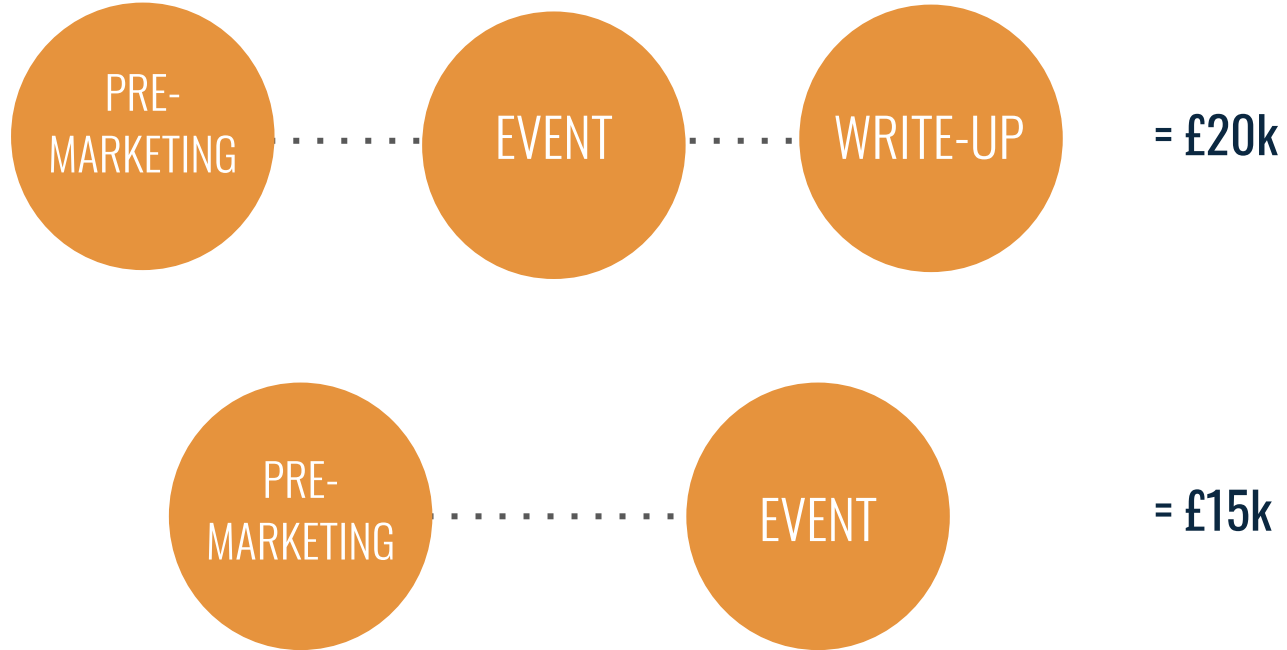 PRE-
MARKETING
EVENT
WRITE-UP
= £20k
PRE-
MARKETING
EVENT
= £15k